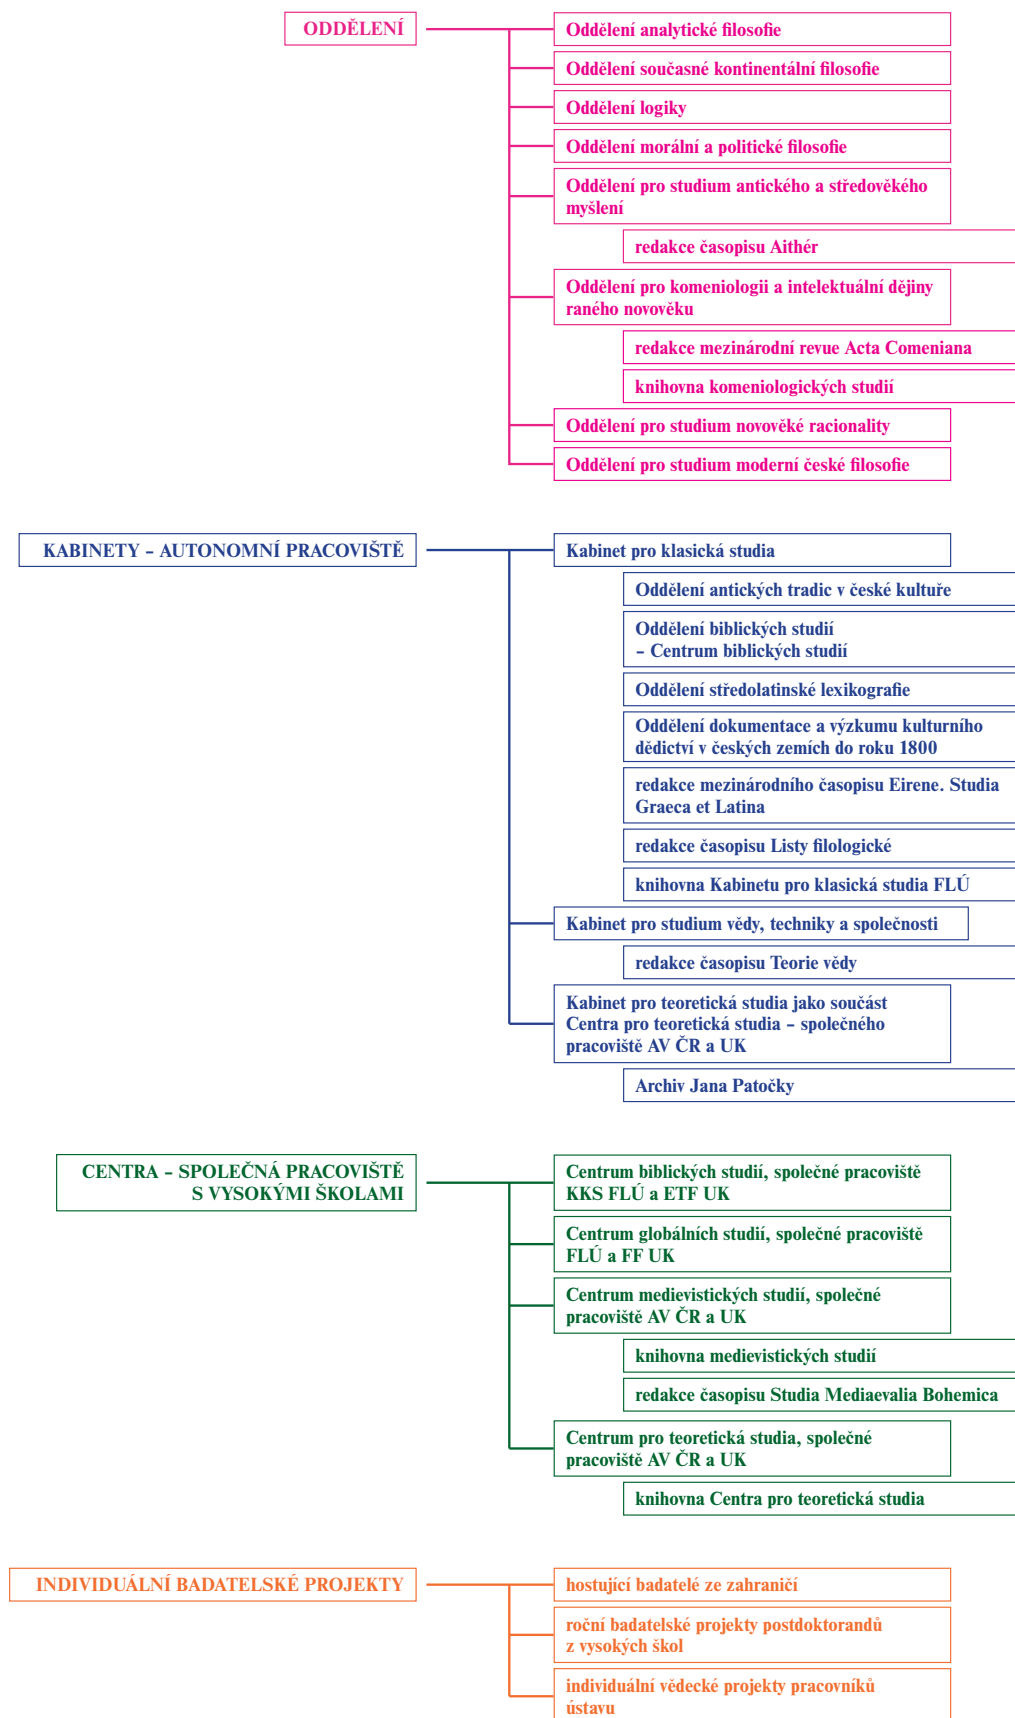 ODDĚLENÍ
Oddělení analytické filosofie
Oddělení současné kontinentální filosofie
Oddělení logiky
Oddělení morální a politické filosofie
Oddělení pro studium antického a středověkého
myšlení
redakce časopisu Aithér
Oddělení pro komeniologii a intelektuální dějiny
raného novověku
redakce mezinárodní revue Acta Comeniana
knihovna komeniologických studií
Oddělení pro studium novověké racionality
Oddělení pro studium moderní české filosofie
KABINETY – AUTONOMNÍ PRACOVIŠTĚ
Kabinet pro klasická studia
Oddělení antických tradic v české kultuře
Oddělení biblických studií
– Centrum biblických studií
Oddělení středolatinské lexikografie
Oddělení dokumentace a výzkumu kulturního
dědictví v českých zemích do roku 1800
redakce mezinárodního časopisu Eirene. Studia
Graeca et Latina
redakce časopisu Listy filologické
knihovna Kabinetu pro klasická studia FLÚ
Kabinet pro studium vědy, techniky a společnosti
redakce časopisu Teorie vědy
Kabinet pro teoretická studia jako součást
Centra pro teoretická studia – společného
pracoviště AV ČR a UK
Archiv Jana Patočky
CENTRA – SPOLEČNÁ PRACOVIŠTĚ
S VYSOKÝMI ŠKOLAMI
Centrum biblických studií, společné pracoviště
KKS FLÚ a ETF UK
Centrum globálních studií, společné pracoviště
FLÚ a FF UK
Centrum medievistických studií, společné
pracoviště AV ČR a UK
knihovna medievistických studií
redakce časopisu Studia Mediaevalia Bohemica
Centrum pro teoretická studia, společné
pracoviště AV ČR a UK
knihovna Centra pro teoretická studia
INDIVIDUÁLNÍ BADATELSKÉ PROJEKTY
hostující badatelé ze zahraničí
roční badatelské projekty postdoktorandů
z vysokých škol
individuální vědecké projekty pracovníků
ústavu